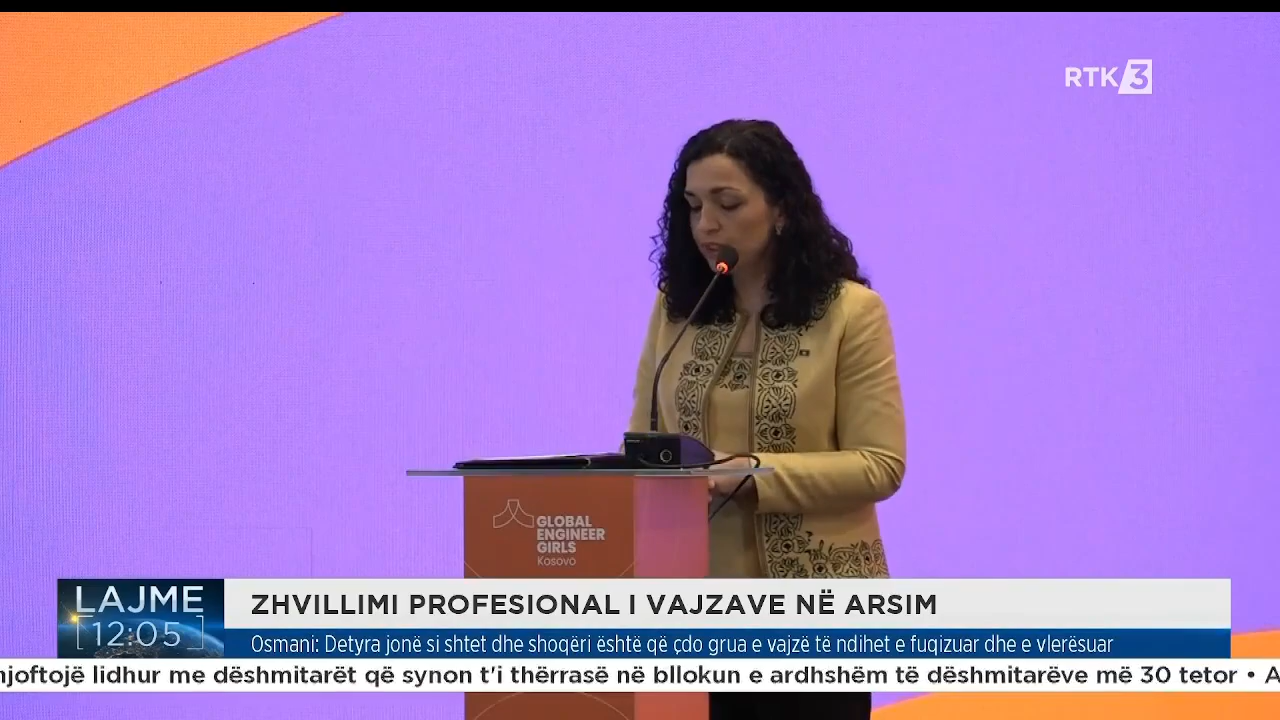 RTK 3
GLOBAL
ENGINEER
GIRLS
Kosovo
LAJME
12:05
ZHVILLIMI PROFESIONAL I VAJZAVE NË ARSIM
Osmani: Detyra jonë si shtet dhe shoqëri është që çdo grua e vajzë të ndihet e fuqizuar dhe e vlerësuar
njoftojë lidhur me dëshmitarët që synon t'i thërrasë në bllokun e ardhshëm të dëshmitarëve më 30 tetor • A